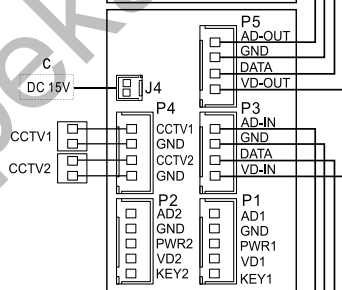 P5
AD-OUT
GND
DATA
VD-OUT
C
DC 15V
J4
P4
CCTV1
GND
CCTV2
GND
CCTV1
CCTV2
P3
AD-IN
GND
DATA
VD-IN
P2
AD2
GND
PWR2
VD2
KEY2
P1
AD1
GND
PWR1
VD1
KEY1